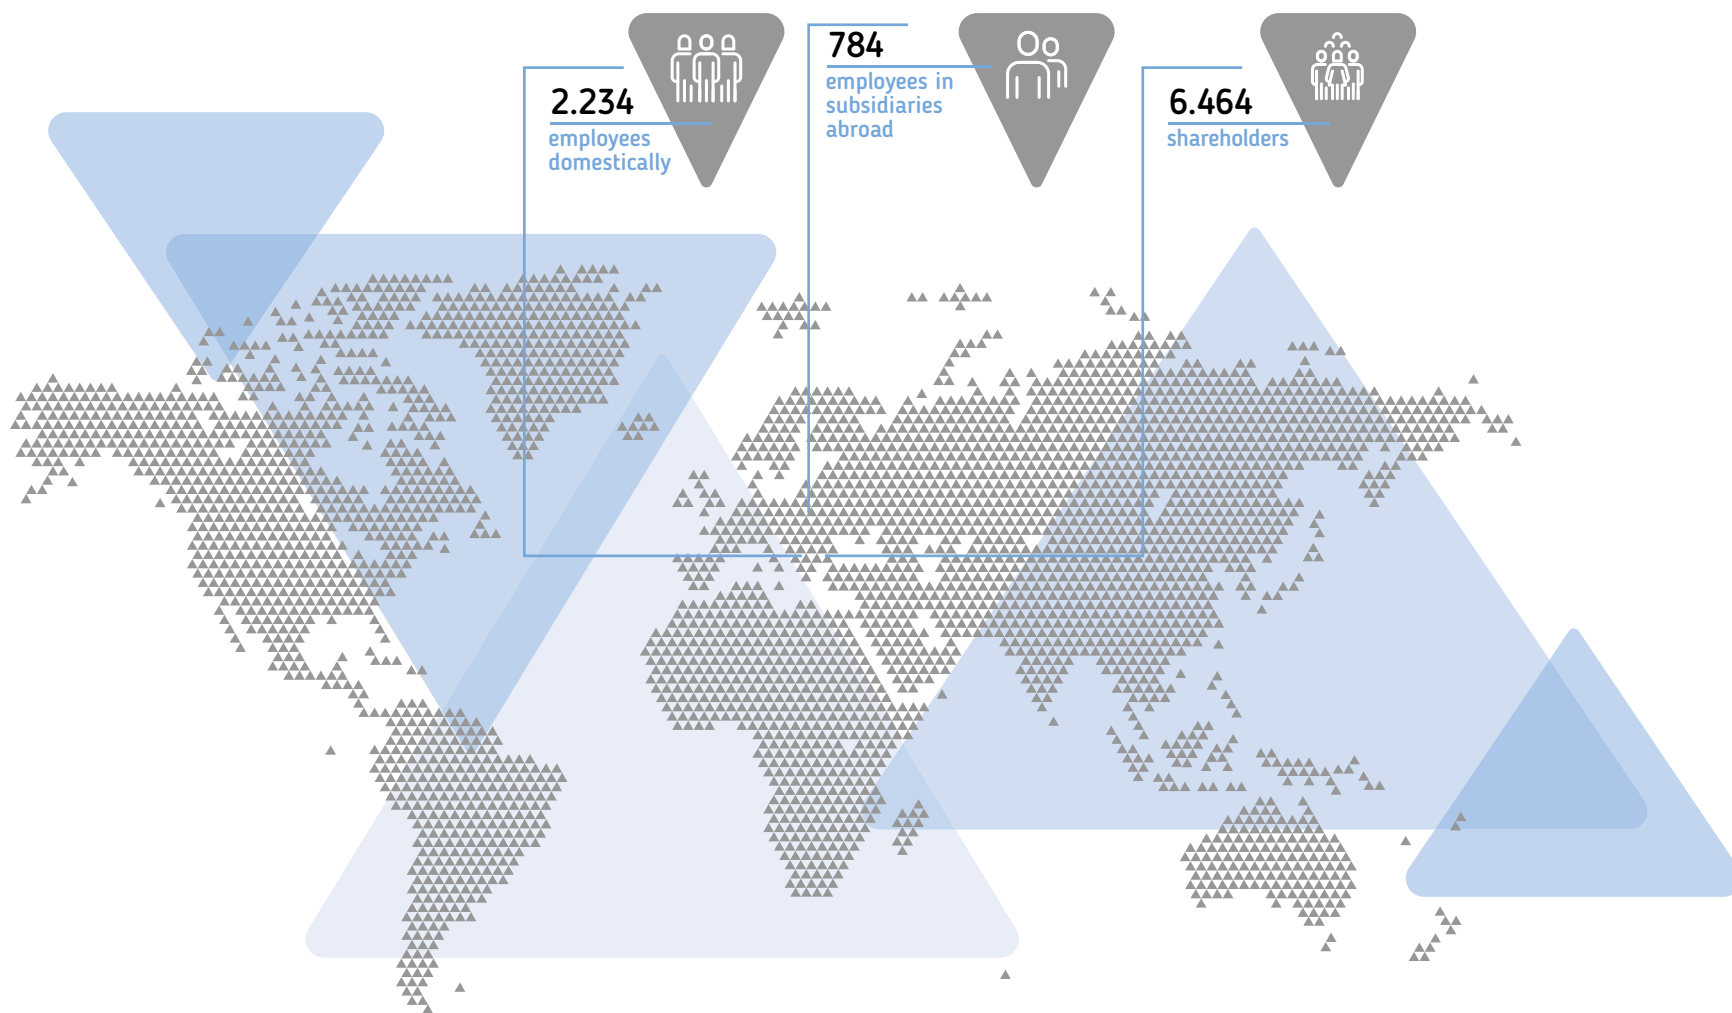 2.234
employees
domestically
784
employees in
subsidiaries
abroad
6.464
shareholders